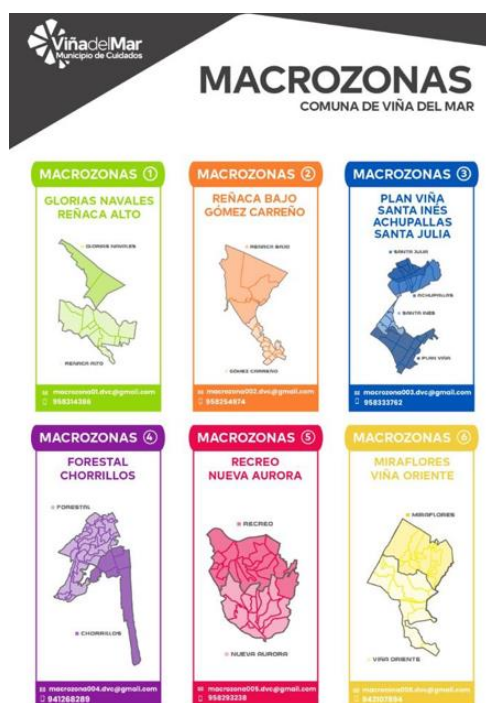 ViñadelMar
Municipio de Cuidados
MACROZONAS
COMUNA DE VIÑA DEL MAR
MACROZONAS 1
GLORIAS NAVALES
REÑACA ALTO
GLORIAS NAVALES
REÑACA ALTO
macrozona01.dvc@gmail.com
958314386
MACROZONAS 2
REÑACA BAJO
GÓMEZ CARREÑO
REÑACA BAJO
GÓMEZ CARREÑO
macrozona002.dvc@gmail.com
958254874
MACROZONAS 3
PLAN VIÑA
SANTA INÉS
ACHUPALLAS
SANTA JULIA
SANTA JULIA
ACHUPALLAS
SANTA INÉS
PLAN VIÑA
macrozona003.dvc@gmail.com
958333762
MACROZONAS 4
FORESTAL
CHORRILLOS
FORESTAL
CHORRILLOS
macrozona004.dvc@gmail.com
941268289
MACROZONAS 5
RECREO
NUEVA AURORA
RECREO
NUEVA AURORA
macrozona005.dvc@gmail.com
958293238
MACROZONAS 6
MIRAFLORES
VIÑA ORIENTE
MIRAFLORES
VIÑA ORIENTE